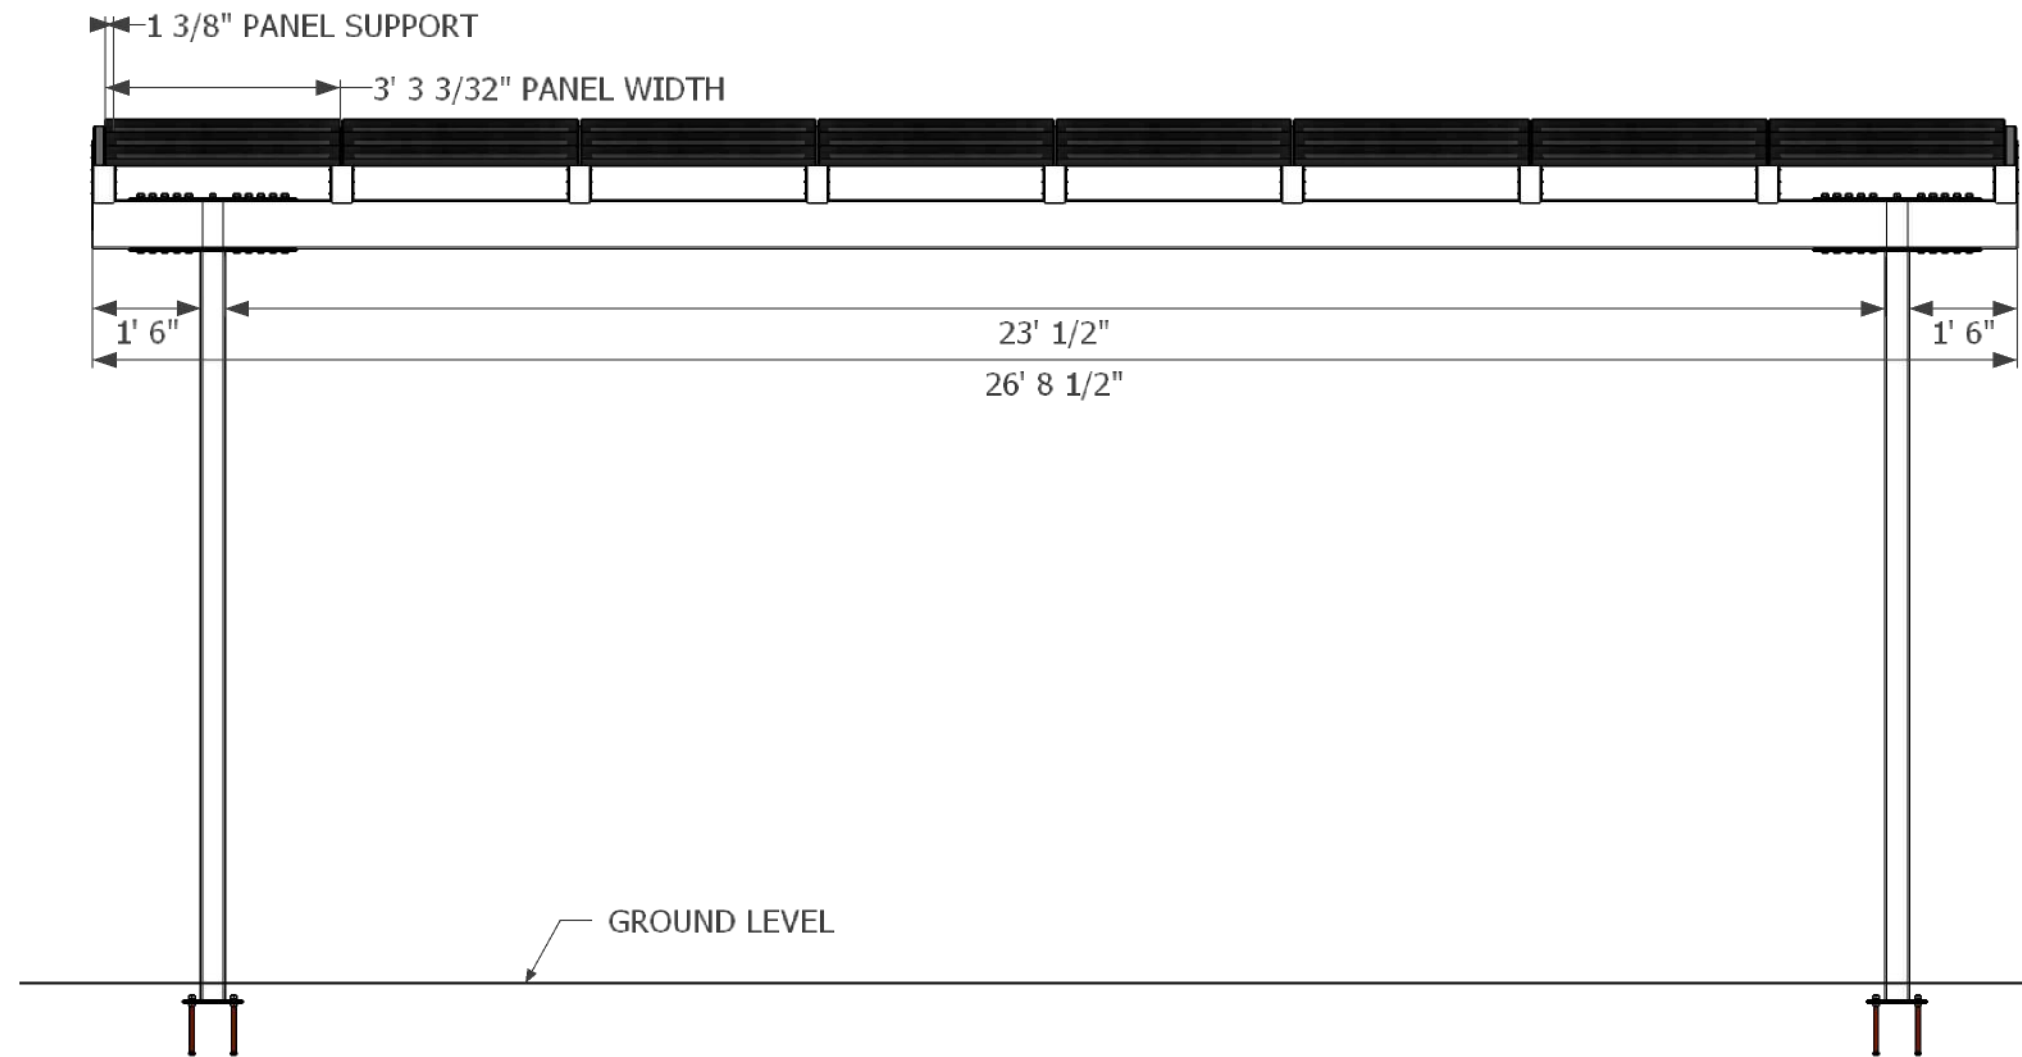 1 3/8" PANEL SUPPORT
3' 3 3/32" PANEL WIDTH
1' 6"
23' 1/2"
1' 6"
26' 8 1/2"
GROUND LEVEL